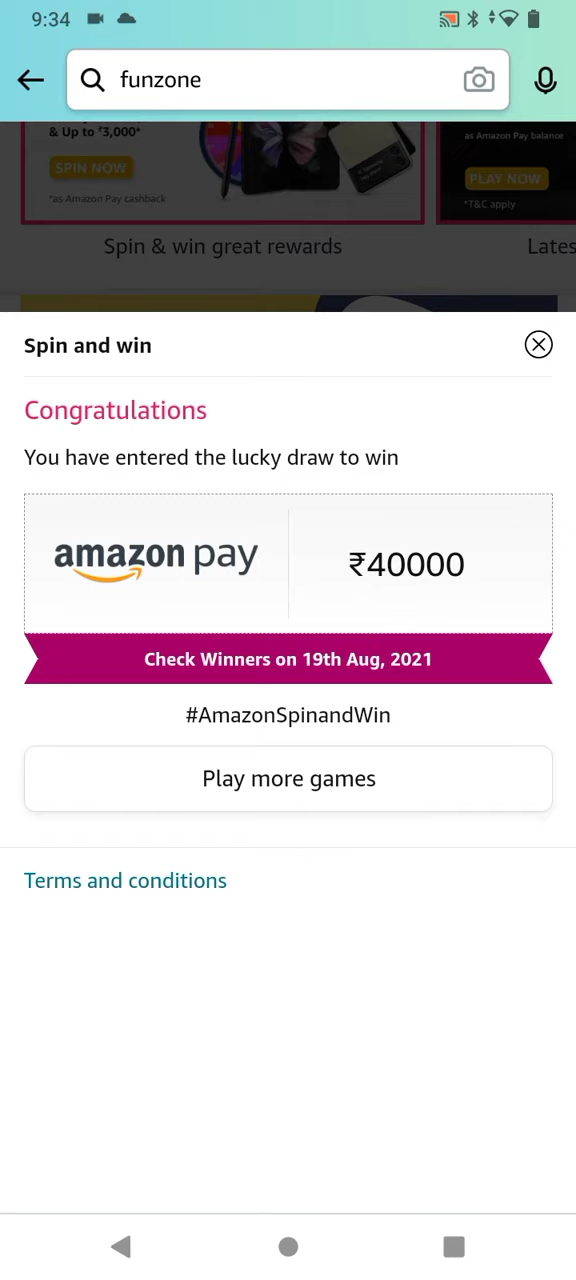 9:34
funzone
& Up to ₹3,000*
SPIN NOW
*as Amazon Pay cashback
as Amazon Pay balance
PLAY NOW
*T&C apply
Spin & win great rewards
Lates
Spin and win
Congratulations
You have entered the lucky draw to win
amazon pay
₹40000
Check Winners on 19th Aug, 2021
#AmazonSpinandWin
Play more games
Terms and conditions